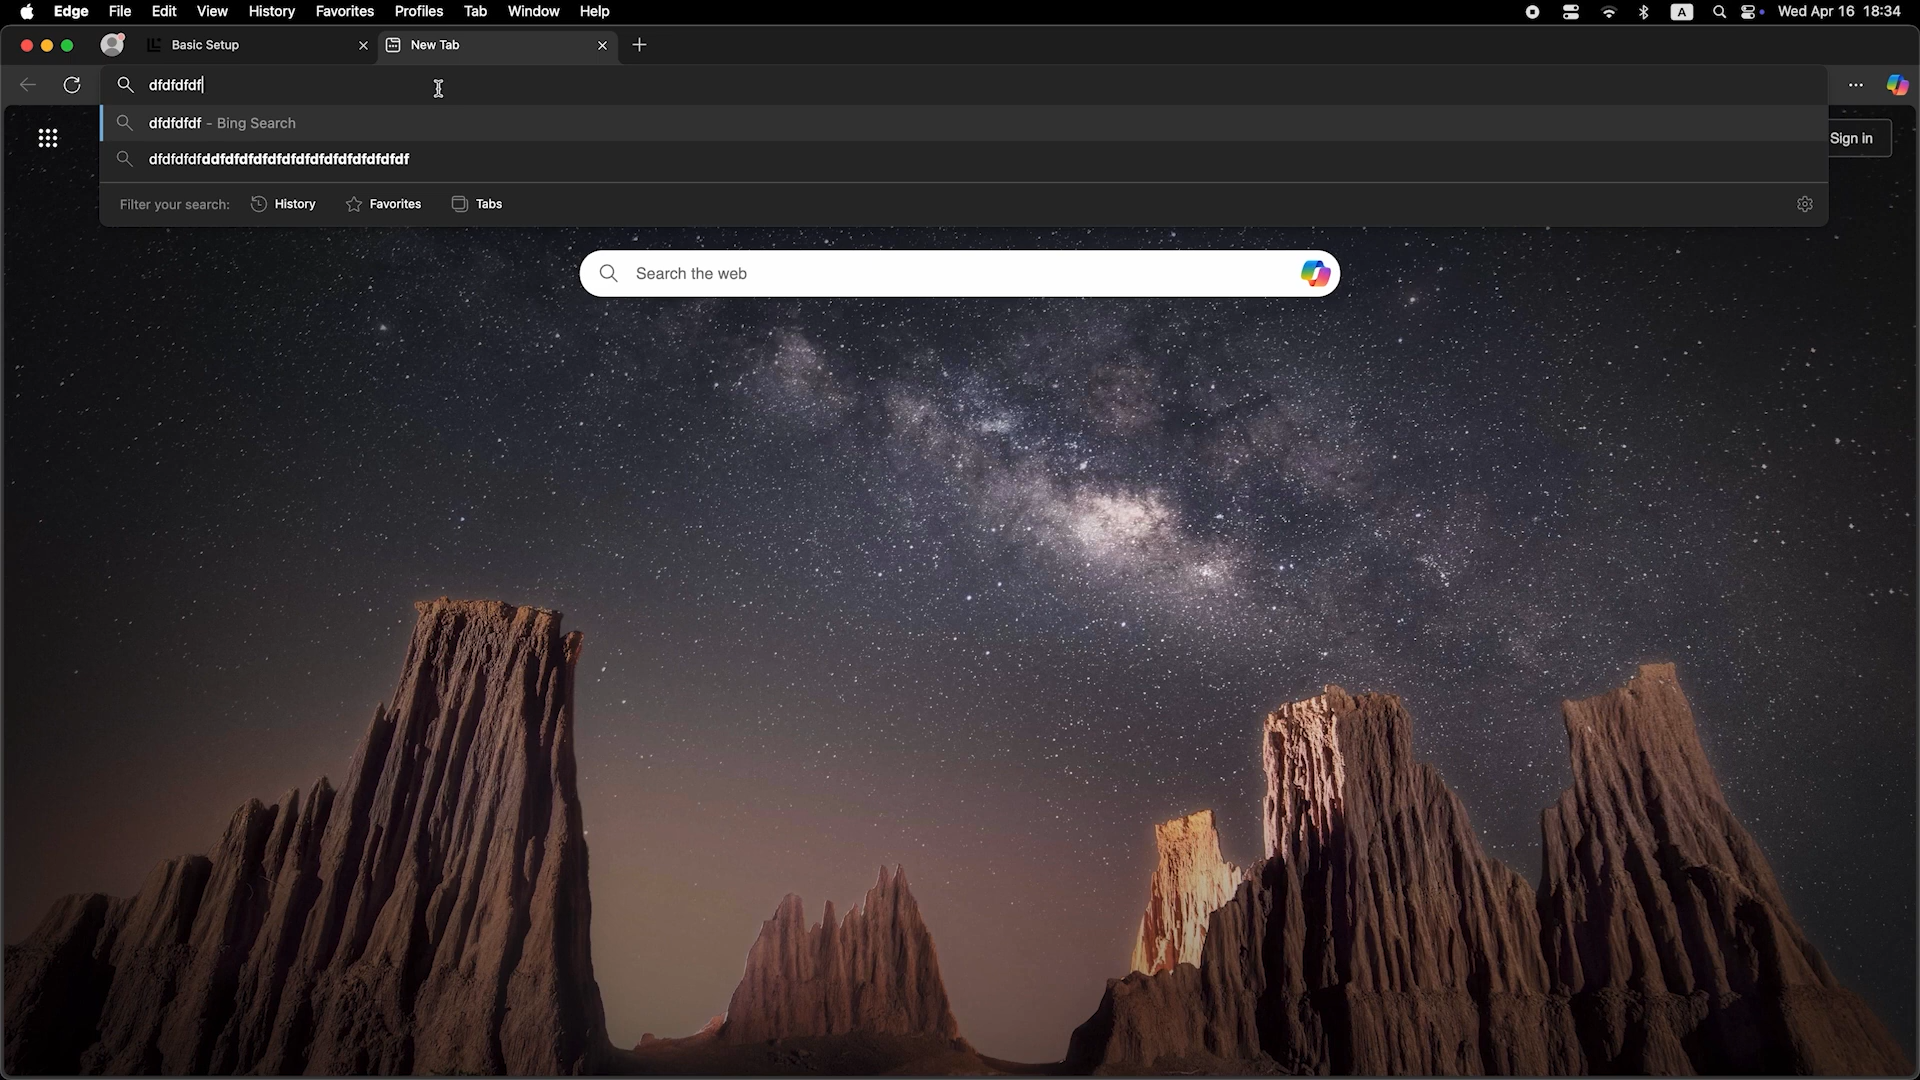 Edge File Edit View History Favorites Profiles Tab Window Help A Wed Apr 16 18:34
Basic Setup New Tab
dfdfdfdf
dfdfdfdf - Bing Search
Sign in
dfdfdfdfddfdfdfdfdfdfdfdfdfdfdfdf
Filter your search: History Favorites Tabs
Search the web